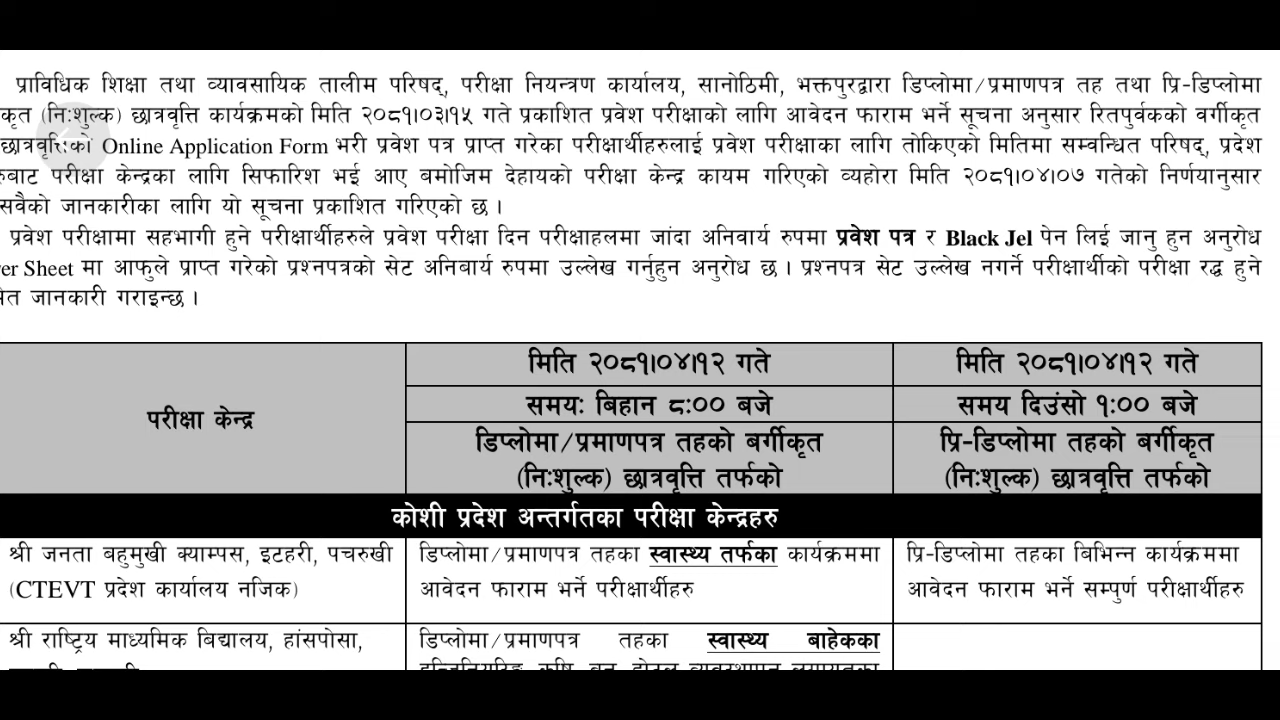 प्राविधिक शिक्षा तथा व्यावसायिक तालीम परिषद्, परीक्षा नियन्त्रण कार्यालय, सानोठिमी, भक्तपुरद्वारा डिप्लोमा/प्रमाणपत्र तह तथा प्रि-डिप्लोमा
कृत (नि:शुल्क) छात्रवृत्ति कार्यक्रमको मिति २०८१।०३।१५ गते प्रकाशित प्रवेश परीक्षाको लागि आवेदन फाराम भर्ने सूचना अनुसार रितपुर्वकको वर्गीकृत
छात्रवृत्तिको Online Application Form भरी प्रवेश पत्र प्राप्त गरेका परीक्षार्थीहरुलाई प्रवेश परीक्षाका लागि तोकिएको मितिमा सम्वन्धित परिषद्, प्रदेश
रुबाट परीक्षा केन्द्रका लागि सिफारिश भई आए बमोजिम देहायको परीक्षा केन्द्र कायम गरिएको व्यहोरा मिति २०८१।०४।०७ गतेको निर्णयानुसार
सवैको जानकारीका लागि यो सूचना प्रकाशित गरिएको छ ।
प्रवेश परीक्षामा सहभागी हुने परीक्षार्थीहरुले प्रवेश परीक्षा दिन परीक्षाहलमा जांदा अनिवार्य रुपमा प्रवेश पत्र र Black Jel पेन लिई जानु हुन अनुरोध
er Sheet मा आफुले प्राप्त गरेको प्रश्नपत्रको सेट अनिबार्य रुपमा उल्लेख गर्नुहुन अनुरोध छ । प्रश्नपत्र सेट उल्लेख नगर्ने परीक्षार्थीको परीक्षा रद्ध हुने
मेत जानकारी गराइन्छ ।
परीक्षा केन्द्र
मिति २०८१।०४।१२ गते
समय: बिहान ८:०० बजे
डिप्लोमा/प्रमाणपत्र तहको बर्गीकृत
(नि:शुल्क) छात्रवृत्ति तर्फको
मिति २०८१।०४।१२ गते
समय दिउंसो १:०० बजे
प्रि-डिप्लोमा तहको बर्गीकृत
(नि:शुल्क) छात्रवृत्ति तर्फको
कोशी प्रदेश अन्तर्गतका परीक्षा केन्द्रहरु
श्री जनता बहुमुखी क्याम्पस, इटहरी, पचरुखी
(CTEVT प्रदेश कार्यालय नजिक)
डिप्लोमा/प्रमाणपत्र तहका स्वास्थ्य तर्फका कार्यक्रममा
आवेदन फाराम भर्ने परीक्षार्थीहरु
प्रि-डिप्लोमा तहका बिभिन्न कार्यक्रममा
आवेदन फाराम भर्ने सम्पुर्ण परीक्षार्थीहरु
श्री राष्ट्रिय माध्यमिक बिद्यालय, हांसपोसा,
डिप्लोमा/प्रमाणपत्र तहका स्वास्थ्य बाहेकका